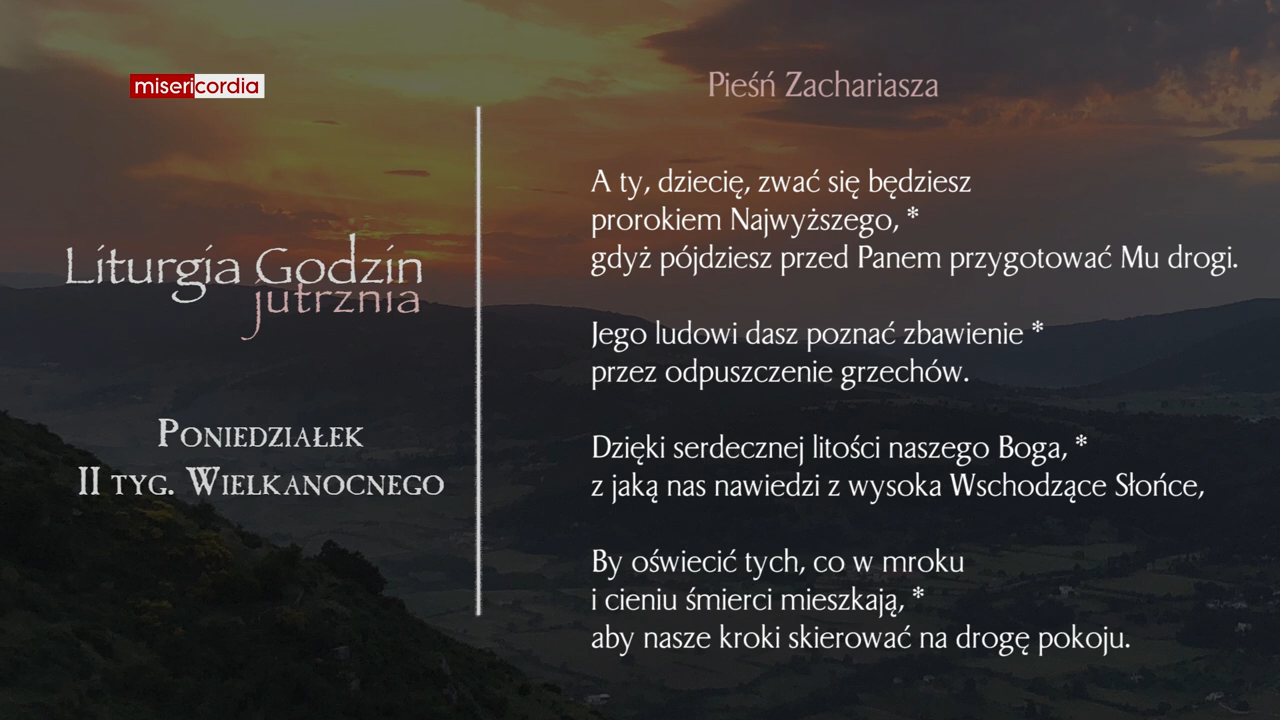 misericordia
Liturgia Godzin
jutrznia
Poniedziałek
II tyg. Wielkanocnego
Pieśń Zachariasza
A ty, dziecię, zwać się będziesz
prorokiem Najwyższego, *
gdyż pójdziesz przed Panem przygotować Mu drogi.
Jego ludowi dasz poznać zbawienie *
przez odpuszczenie grzechów.
Dzięki serdecznej litości naszego Boga, *
z jaką nas nawiedzi z wysoka Wschodzące Słońce,
By oświecić tych, co w mroku
i cieniu śmierci mieszkają, *
aby nasze kroki skierować na drogę pokoju.